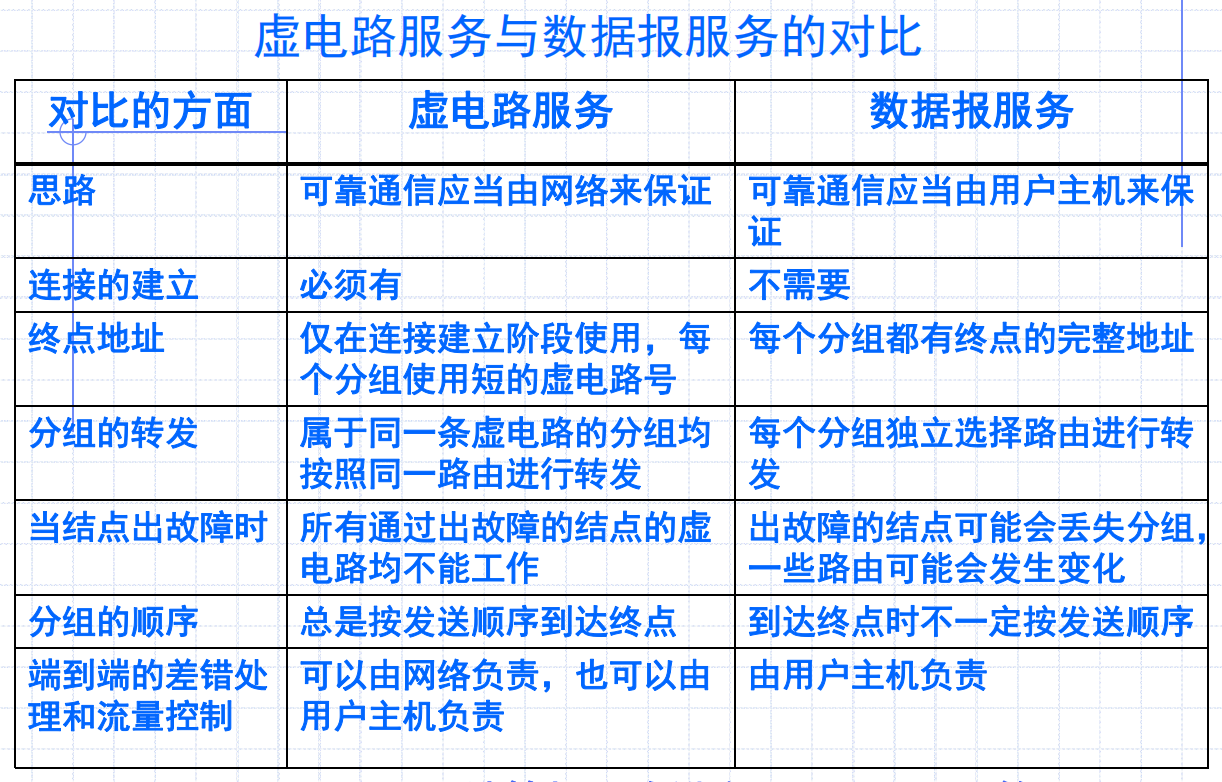 虚电路服务与数据报服务的对比
对比的方面 虚电路服务 数据报服务
思路
可靠通信应当由网络来保证
可靠通信应当由用户主机来保
证
连接的建立
必须有
不需要
终点地址
仅在连接建立阶段使用，每
个分组使用短的虚电路号
每个分组都有终点的完整地址
分组的转发
属于同一条虚电路的分组均
按照同一路由进行转发
每个分组独立选择路由进行转
发
当结点出故障时
所有通过出故障的结点的虚
电路均不能工作
出故障的结点可能会丢失分组，
一些路由可能会发生变化
分组的顺序
总是按发送顺序到达终点
到达终点时不一定按发送顺序
端到端的差错处
理和流量控制
可以由网络负责，也可以由
用户主机负责
由用户主机负责